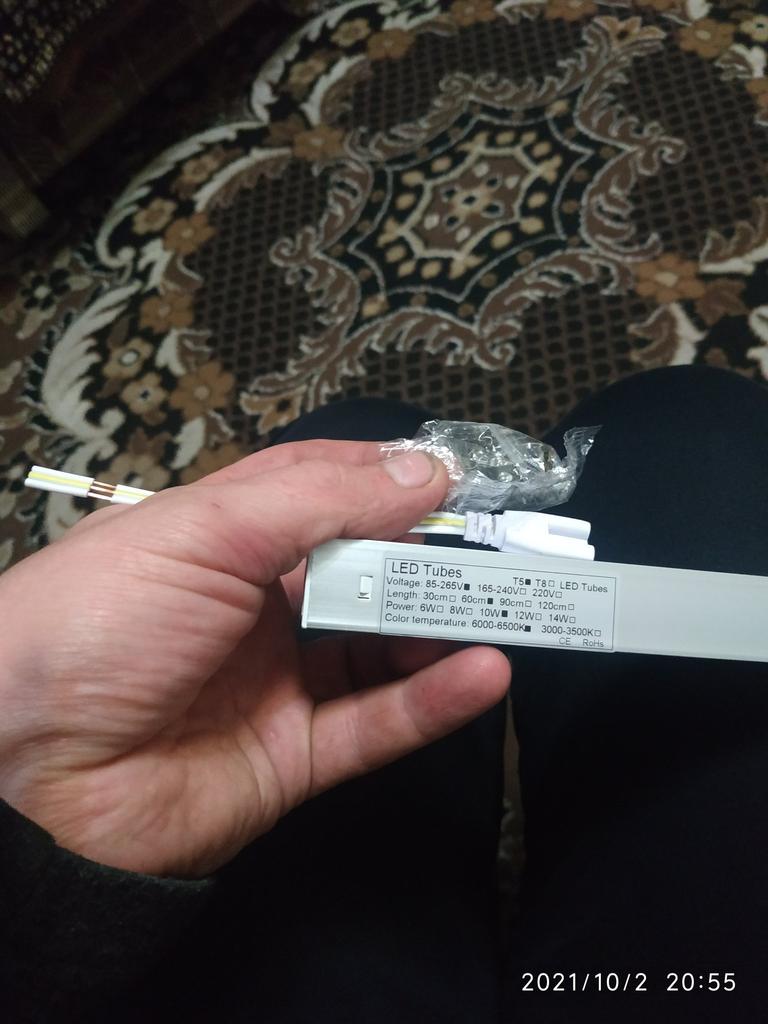 LED Tubes T5■ T8□ LED Tubes
Voltage: 85-265V■ 165-240V□ 220V□
Length: 30cm□ 60cm■ 90cm□ 120cm□
Power: 6W□ 8W□ 10W■ 12W□ 14W□
Color temperature: 6000-6500K■ 3000-3500K□
CE RoHs
2021/10/2 20:55